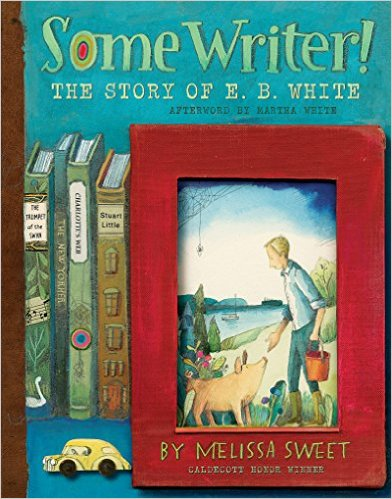 Some Writer!
THE STORY OF E. B. WHITE
AFTERWORD BY MARTHA WHITE
THE TRUMPET of the SWAN
THE NEW YORKER
CHARLOTTE'S WEB
Stuart Little
BY MELISSA SWEET
CALDECOTT HONOR WINNER